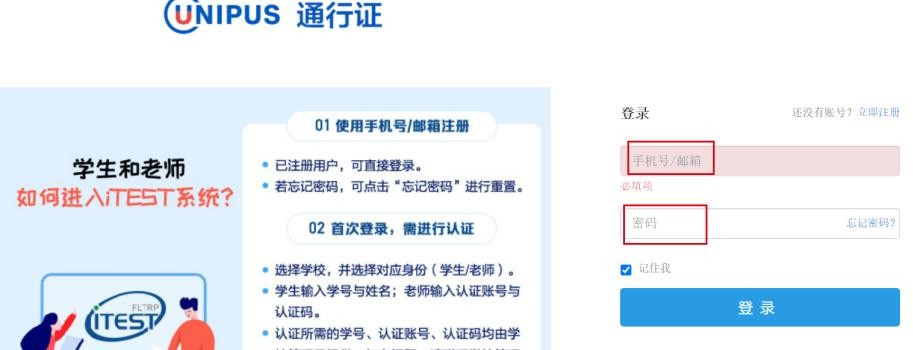 UNIPUS 通行证
学生和老师
如何进入iTEST系统?
FLTRP
iTEST
01 使用手机号/邮箱注册
已注册用户，可直接登录。
若忘记密码，可点击“忘记密码”进行重置。
02 首次登录，需进行认证
选择学校，并选择对应身份（学生/老师）。
学生输入学号与姓名；老师输入认证账号与
认证码。
认证所需的学号、认证账号、认证码均由学
登录
还没有账号？立即注册
手机号/邮箱
必填项
密码
忘记密码?
记住我
登 录